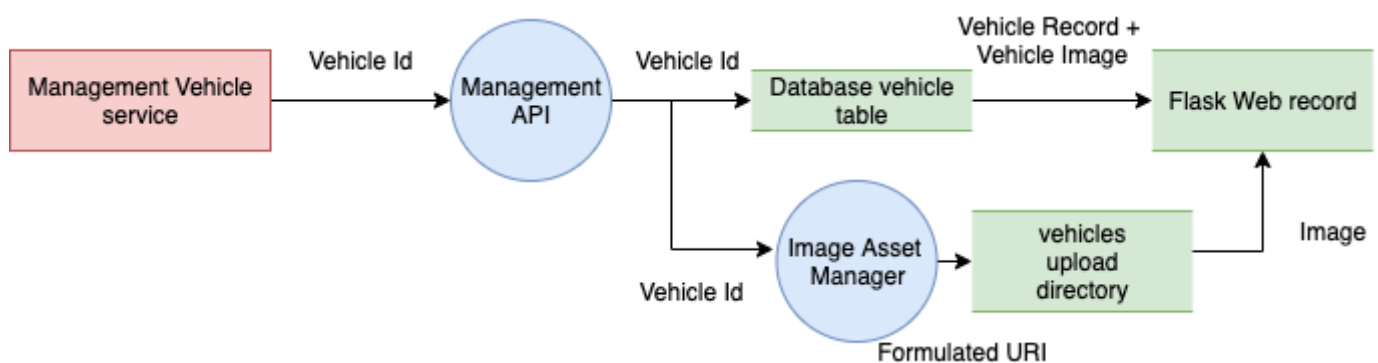 Management Vehicle
service
Vehicle Id
Management
API
Vehicle Id
Database vehicle
table
Vehicle Record +
Vehicle Image
Flask Web record
Vehicle Id
Image Asset
Manager
Formulated URI
vehicles
upload
directory
Image